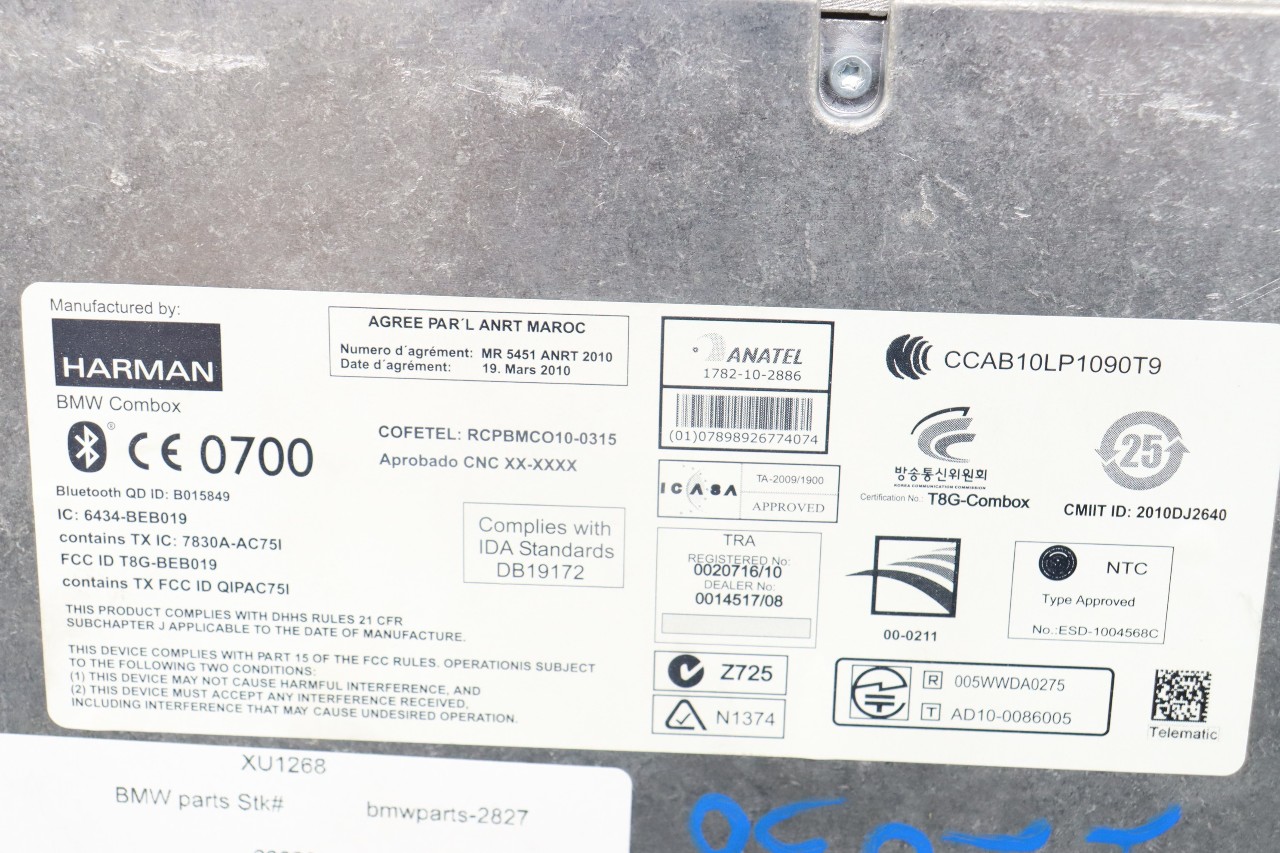 Manufactured by:
HARMAN
BMW Combox
® CE 0700
Bluetooth QD ID: B015849
IC: 6434-BEB019
contains TX IC: 7830A-AC75I
FCC ID T8G-BEB019
contains TX FCC ID QIPAC75I
THIS PRODUCT COMPLIES WITH DHHS RULES 21 CFR
SUBCHAPTER J APPLICABLE TO THE DATE OF MANUFACTURE.
THIS DEVICE COMPLIES WITH PART 15 OF THE FCC RULES. OPERATIONIS SUBJECT
TO THE FOLLOWING TWO CONDITIONS:
(1) THIS DEVICE MAY NOT CAUSE HARMFUL INTERFERENCE, AND
(2) THIS DEVICE MUST ACCEPT ANY INTERFERENCE RECEIVED,
INCLUDING INTERFERENCE THAT MAY CAUSE UNDESIRED OPERATION.
AGREE PAR´L ANRT MAROC
Numero d´agrément: MR 5451 ANRT 2010
Date d´agrément: 19. Mars 2010
COFETEL: RCPBMCO10-0315
Aprobado CNC XX-XXXX
Complies with
IDA Standards
DB19172
ANATEL
1782-10-2886
(01)07898926774074
ICASA
TA-2009/1900
APPROVED
TRA
REGISTERED No:
0020716/10
DEALER No:
0014517/08
Z725
N1374
CCAB10LP1090T9
방송통신위원회
KOREA COMMUNICATIONS COMMISSION
Certification No.: T8G-Combox
25
CMIIT ID: 2010DJ2640
00-0211
NTC
Type Approved
No.:ESD-1004568C
R 005WWDA0275
T AD10-0086005
Telematic
XU1268
BMW parts Stk# bmwparts-2827